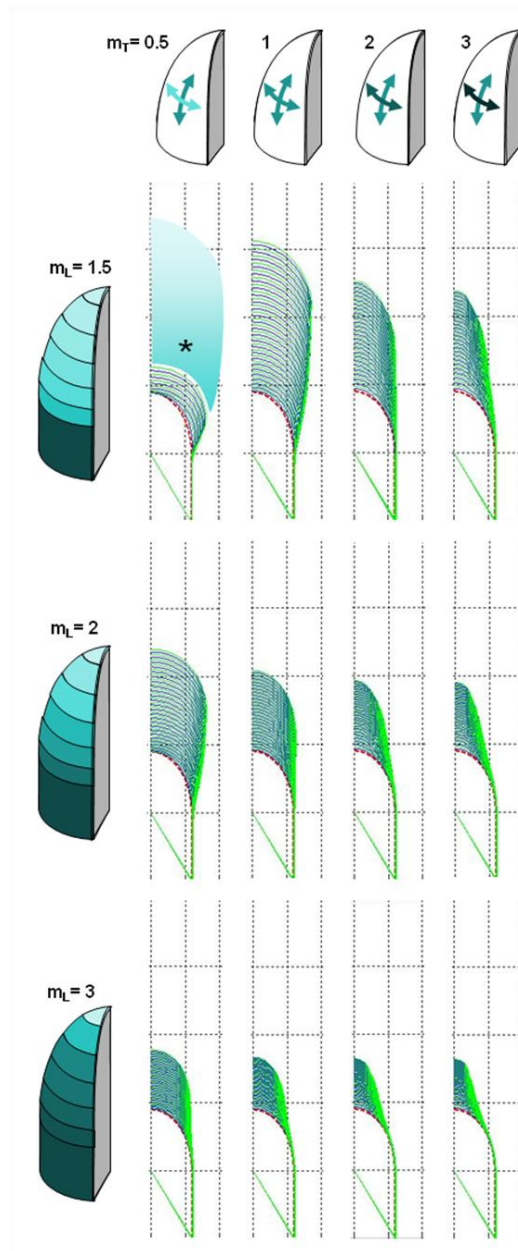 m_T = 0.5 1 2 3
m_L = 1.5
*
m_L = 2
m_L = 3